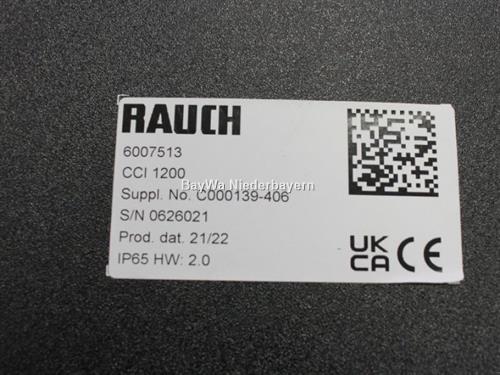 RAUCH
6007513
CCI 1200
BayWa Niederbayern
Suppl. No. C000139-406
S/N 0626021
Prod. dat. 21/22
IP65 HW: 2.0
UK
CA CE